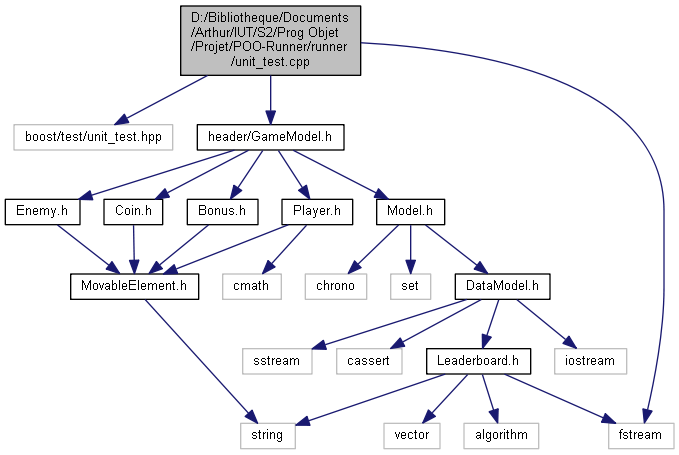 D:/Bibliotheque/Documents
/Arthur/IUT/S2/Prog Objet
/Projet/POO-Runner/runner
/unit_test.cpp
boost/test/unit_test.hpp
header/GameModel.h
Enemy.h
Coin.h
Bonus.h
Player.h
Model.h
MovableElement.h
cmath
chrono
set
DataModel.h
sstream
cassert
Leaderboard.h
iostream
string
vector
algorithm
fstream